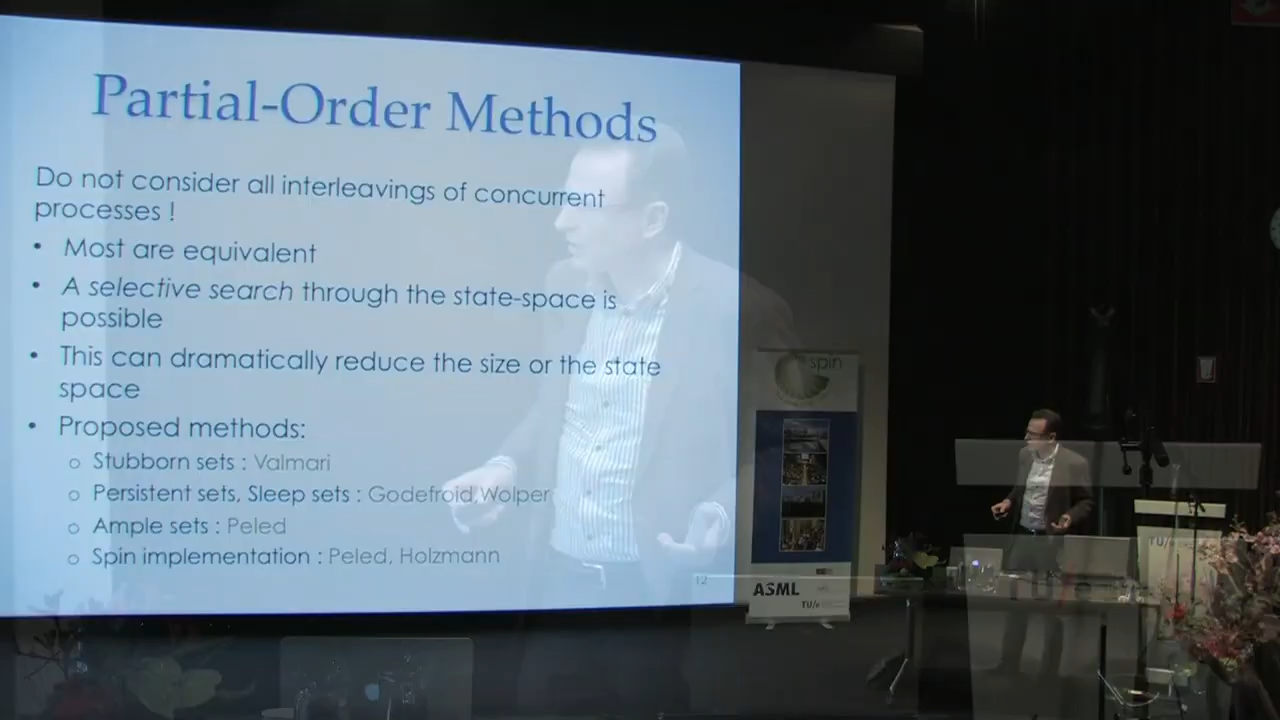 Partial-Order Methods
Do not consider all interleavings of concurrent
processes !
• Most are equivalent
• A selective search through the state-space is
possible
• This can dramatically reduce the size or the state
space
• Proposed methods:
o Stubborn sets : Valmari
o Persistent sets, Sleep sets : Godefroid, Wolper
o Ample sets : Peled
o Spin implementation : Peled, Holzmann
12
spin
ASML
TU/e
TU/e